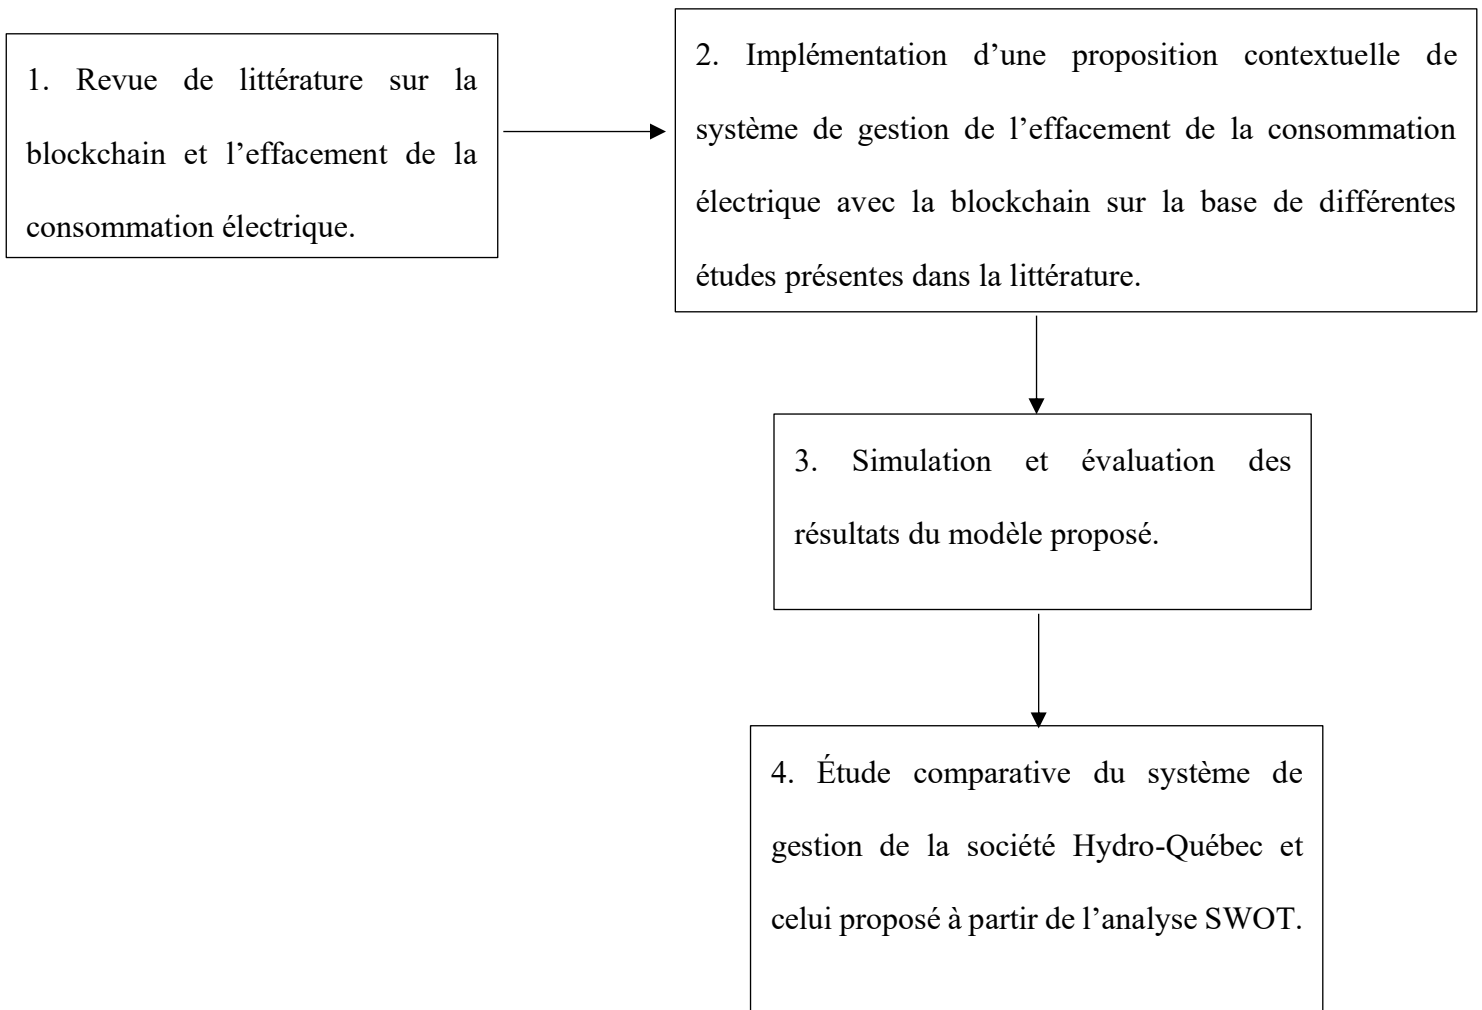 1. Revue de littérature sur la
blockchain et l’effacement de la
consommation électrique.
2. Implémentation d’une proposition contextuelle de
système de gestion de l’effacement de la consommation
électrique avec la blockchain sur la base de différentes
études présentes dans la littérature.
3. Simulation et évaluation des
résultats du modèle proposé.
4. Étude comparative du système de
gestion de la société Hydro-Québec et
celui proposé à partir de l’analyse SWOT.